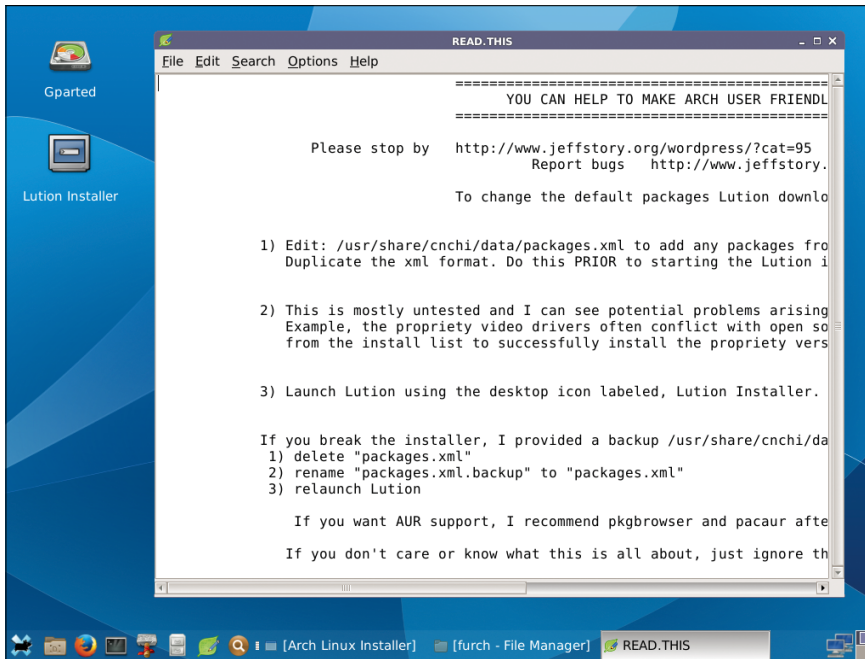 Gparted
Lution Installer
READ.THIS
File Edit Search Options Help
=============================================
YOU CAN HELP TO MAKE ARCH USER FRIENDL
=============================================
Please stop by http://www.jeffstory.org/wordpress/?cat=95
Report bugs http://www.jeffstory.
To change the default packages Lution downlo
1) Edit: /usr/share/cnchi/data/packages.xml to add any packages fro
Duplicate the xml format. Do this PRIOR to starting the Lution i
2) This is mostly untested and I can see potential problems arising
Example, the propriety video drivers often conflict with open so
from the install list to successfully install the propriety vers
3) Launch Lution using the desktop icon labeled, Lution Installer.
If you break the installer, I provided a backup /usr/share/cnchi/da
1) delete "packages.xml"
2) rename "packages.xml.backup" to "packages.xml"
3) relaunch Lution
If you want AUR support, I recommend pkgbrowser and pacaur afte
If you don't care or know what this is all about, just ignore th
[Arch Linux Installer] [furch - File Manager] READ.THIS